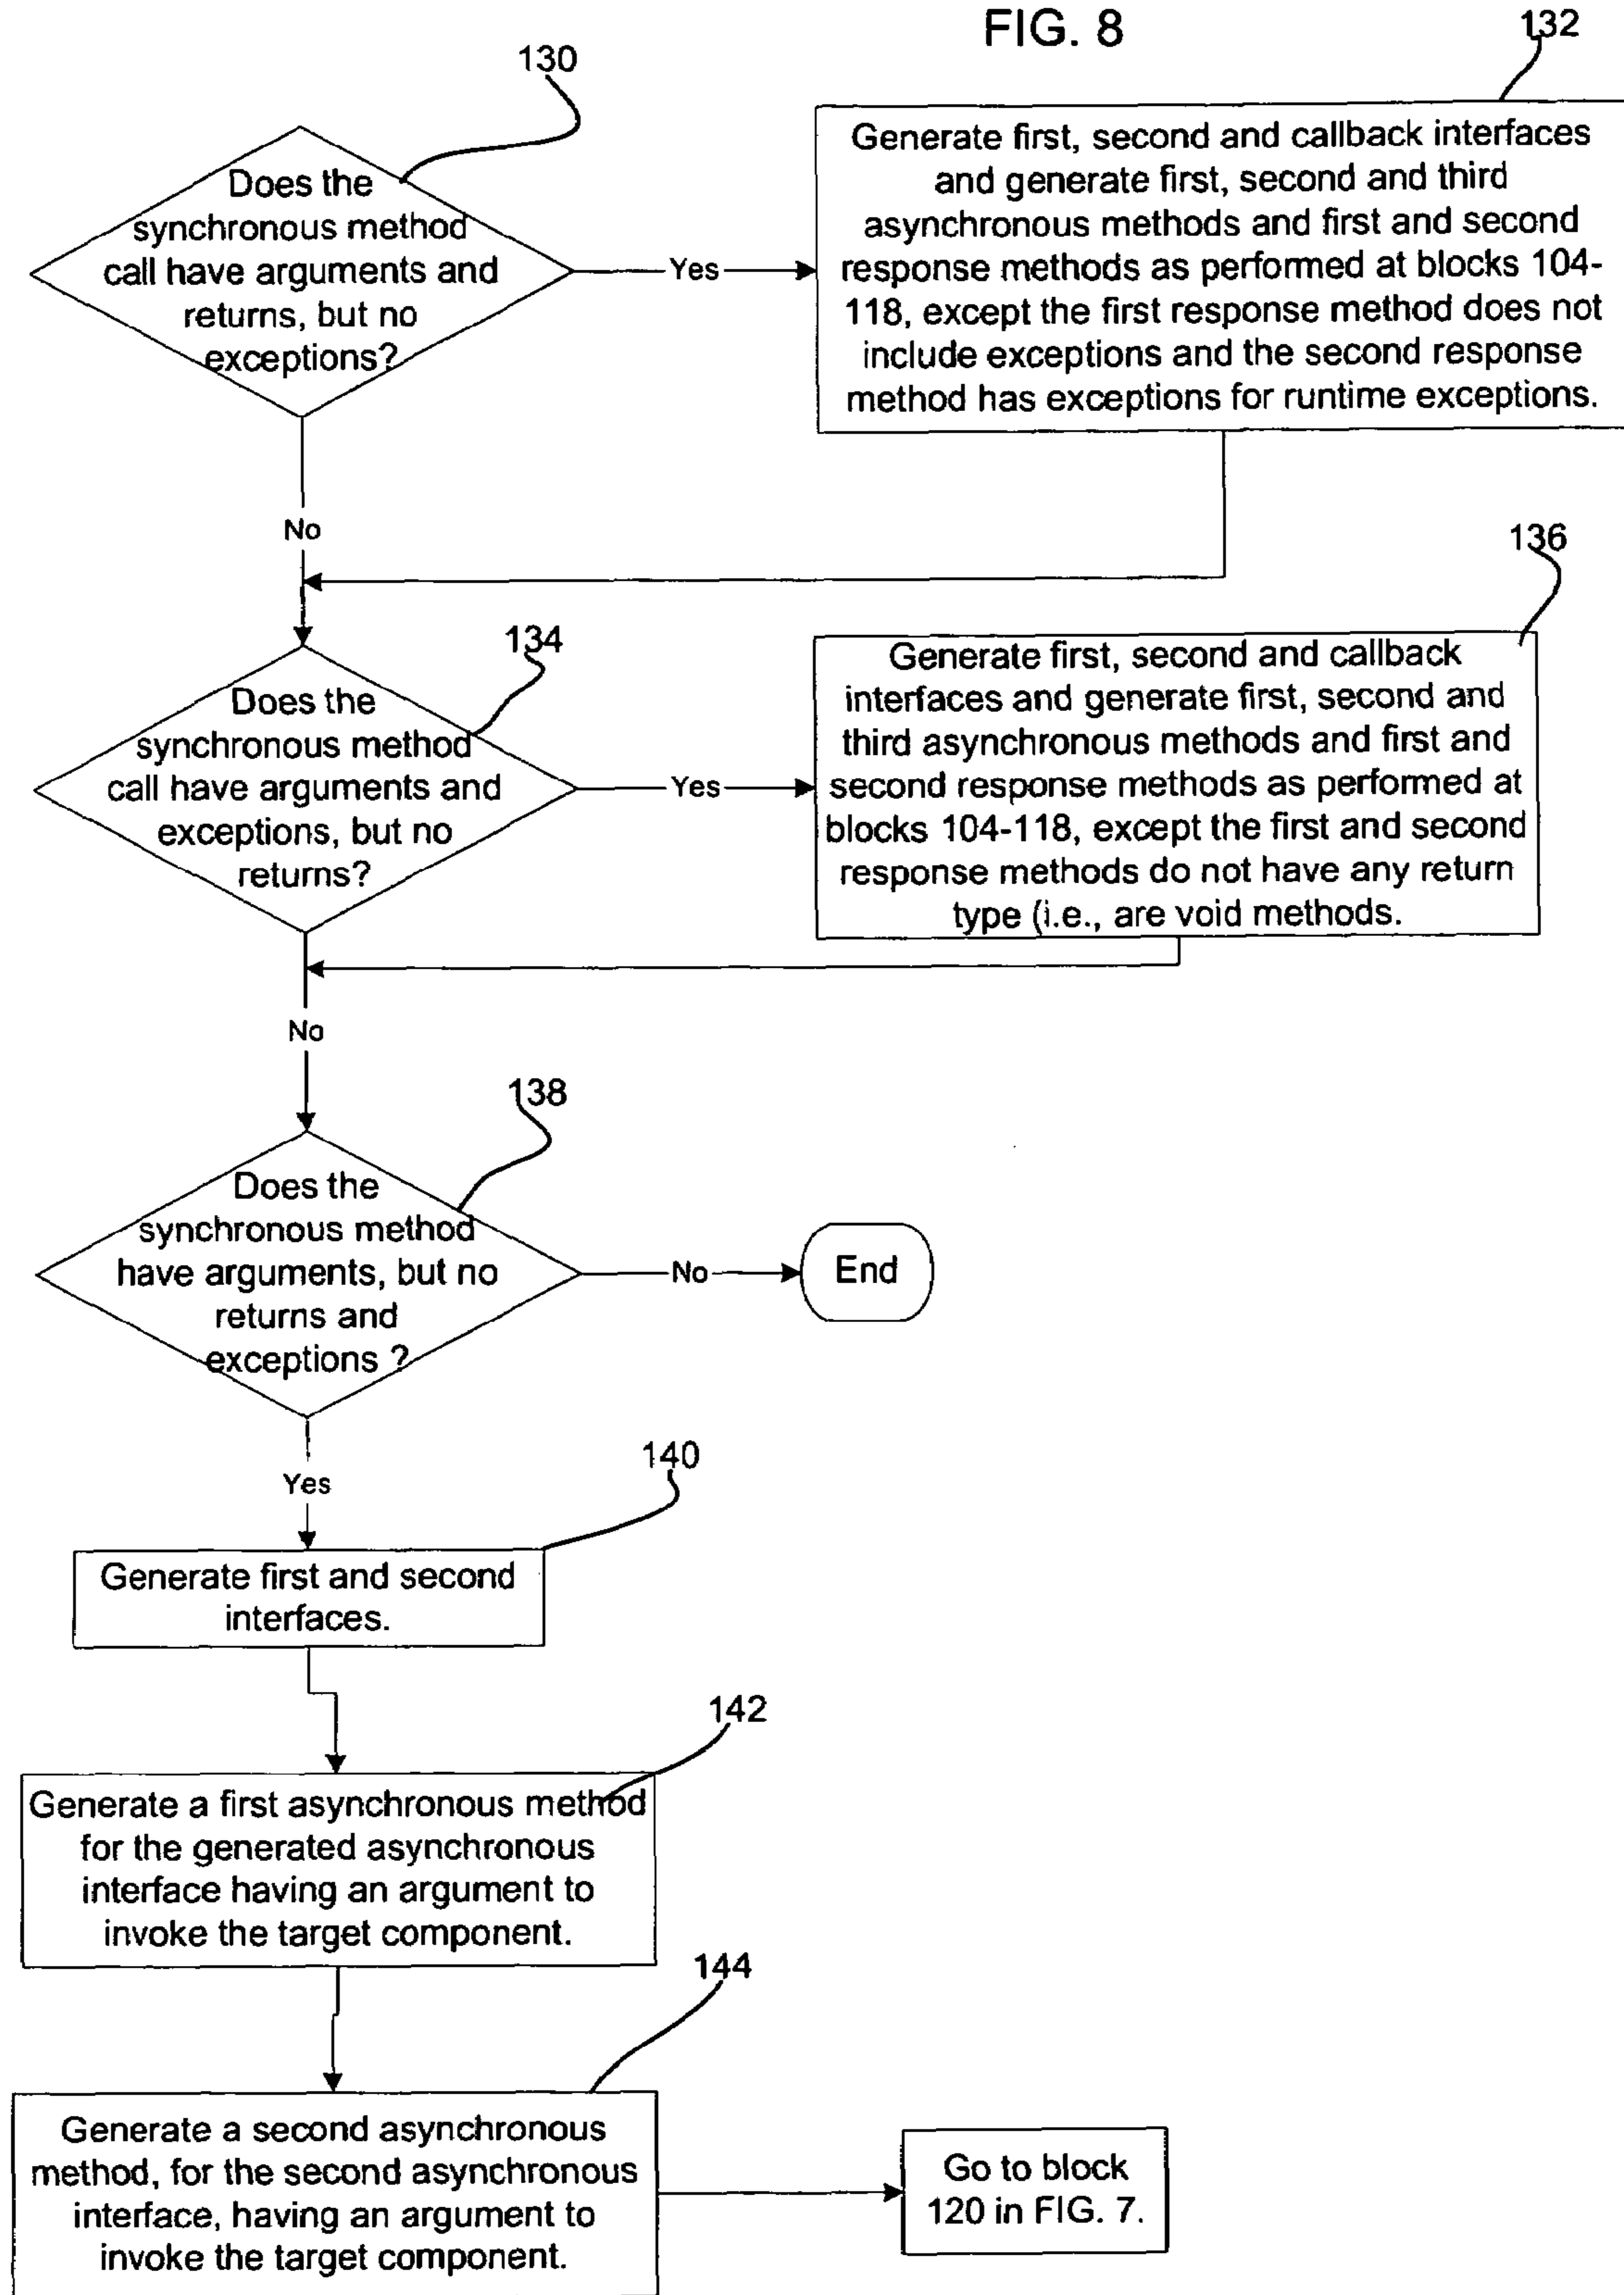 FIG. 8
130
132
Does the
synchronous method
call have arguments and
returns, but no
exceptions?
Yes
Generate first, second and callback interfaces
and generate first, second and third
asynchronous methods and first and second
response methods as performed at blocks 104-
118, except the first response method does not
include exceptions and the second response
method has exceptions for runtime exceptions.
No
134
136
Does the
synchronous method
call have arguments and
exceptions, but no
returns?
Yes
Generate first, second and callback
interfaces and generate first, second and
third asynchronous methods and first and
second response methods as performed at
blocks 104-118, except the first and second
response methods do not have any return
type (i.e., are void methods.
No
138
Does the
synchronous method
have arguments, but no
returns and
exceptions ?
No
End
Yes
140
Generate first and second
interfaces.
142
Generate a first asynchronous method
for the generated asynchronous
interface having an argument to
invoke the target component.
144
Generate a second asynchronous
method, for the second asynchronous
interface, having an argument to
invoke the target component.
Go to block
120 in FIG. 7.